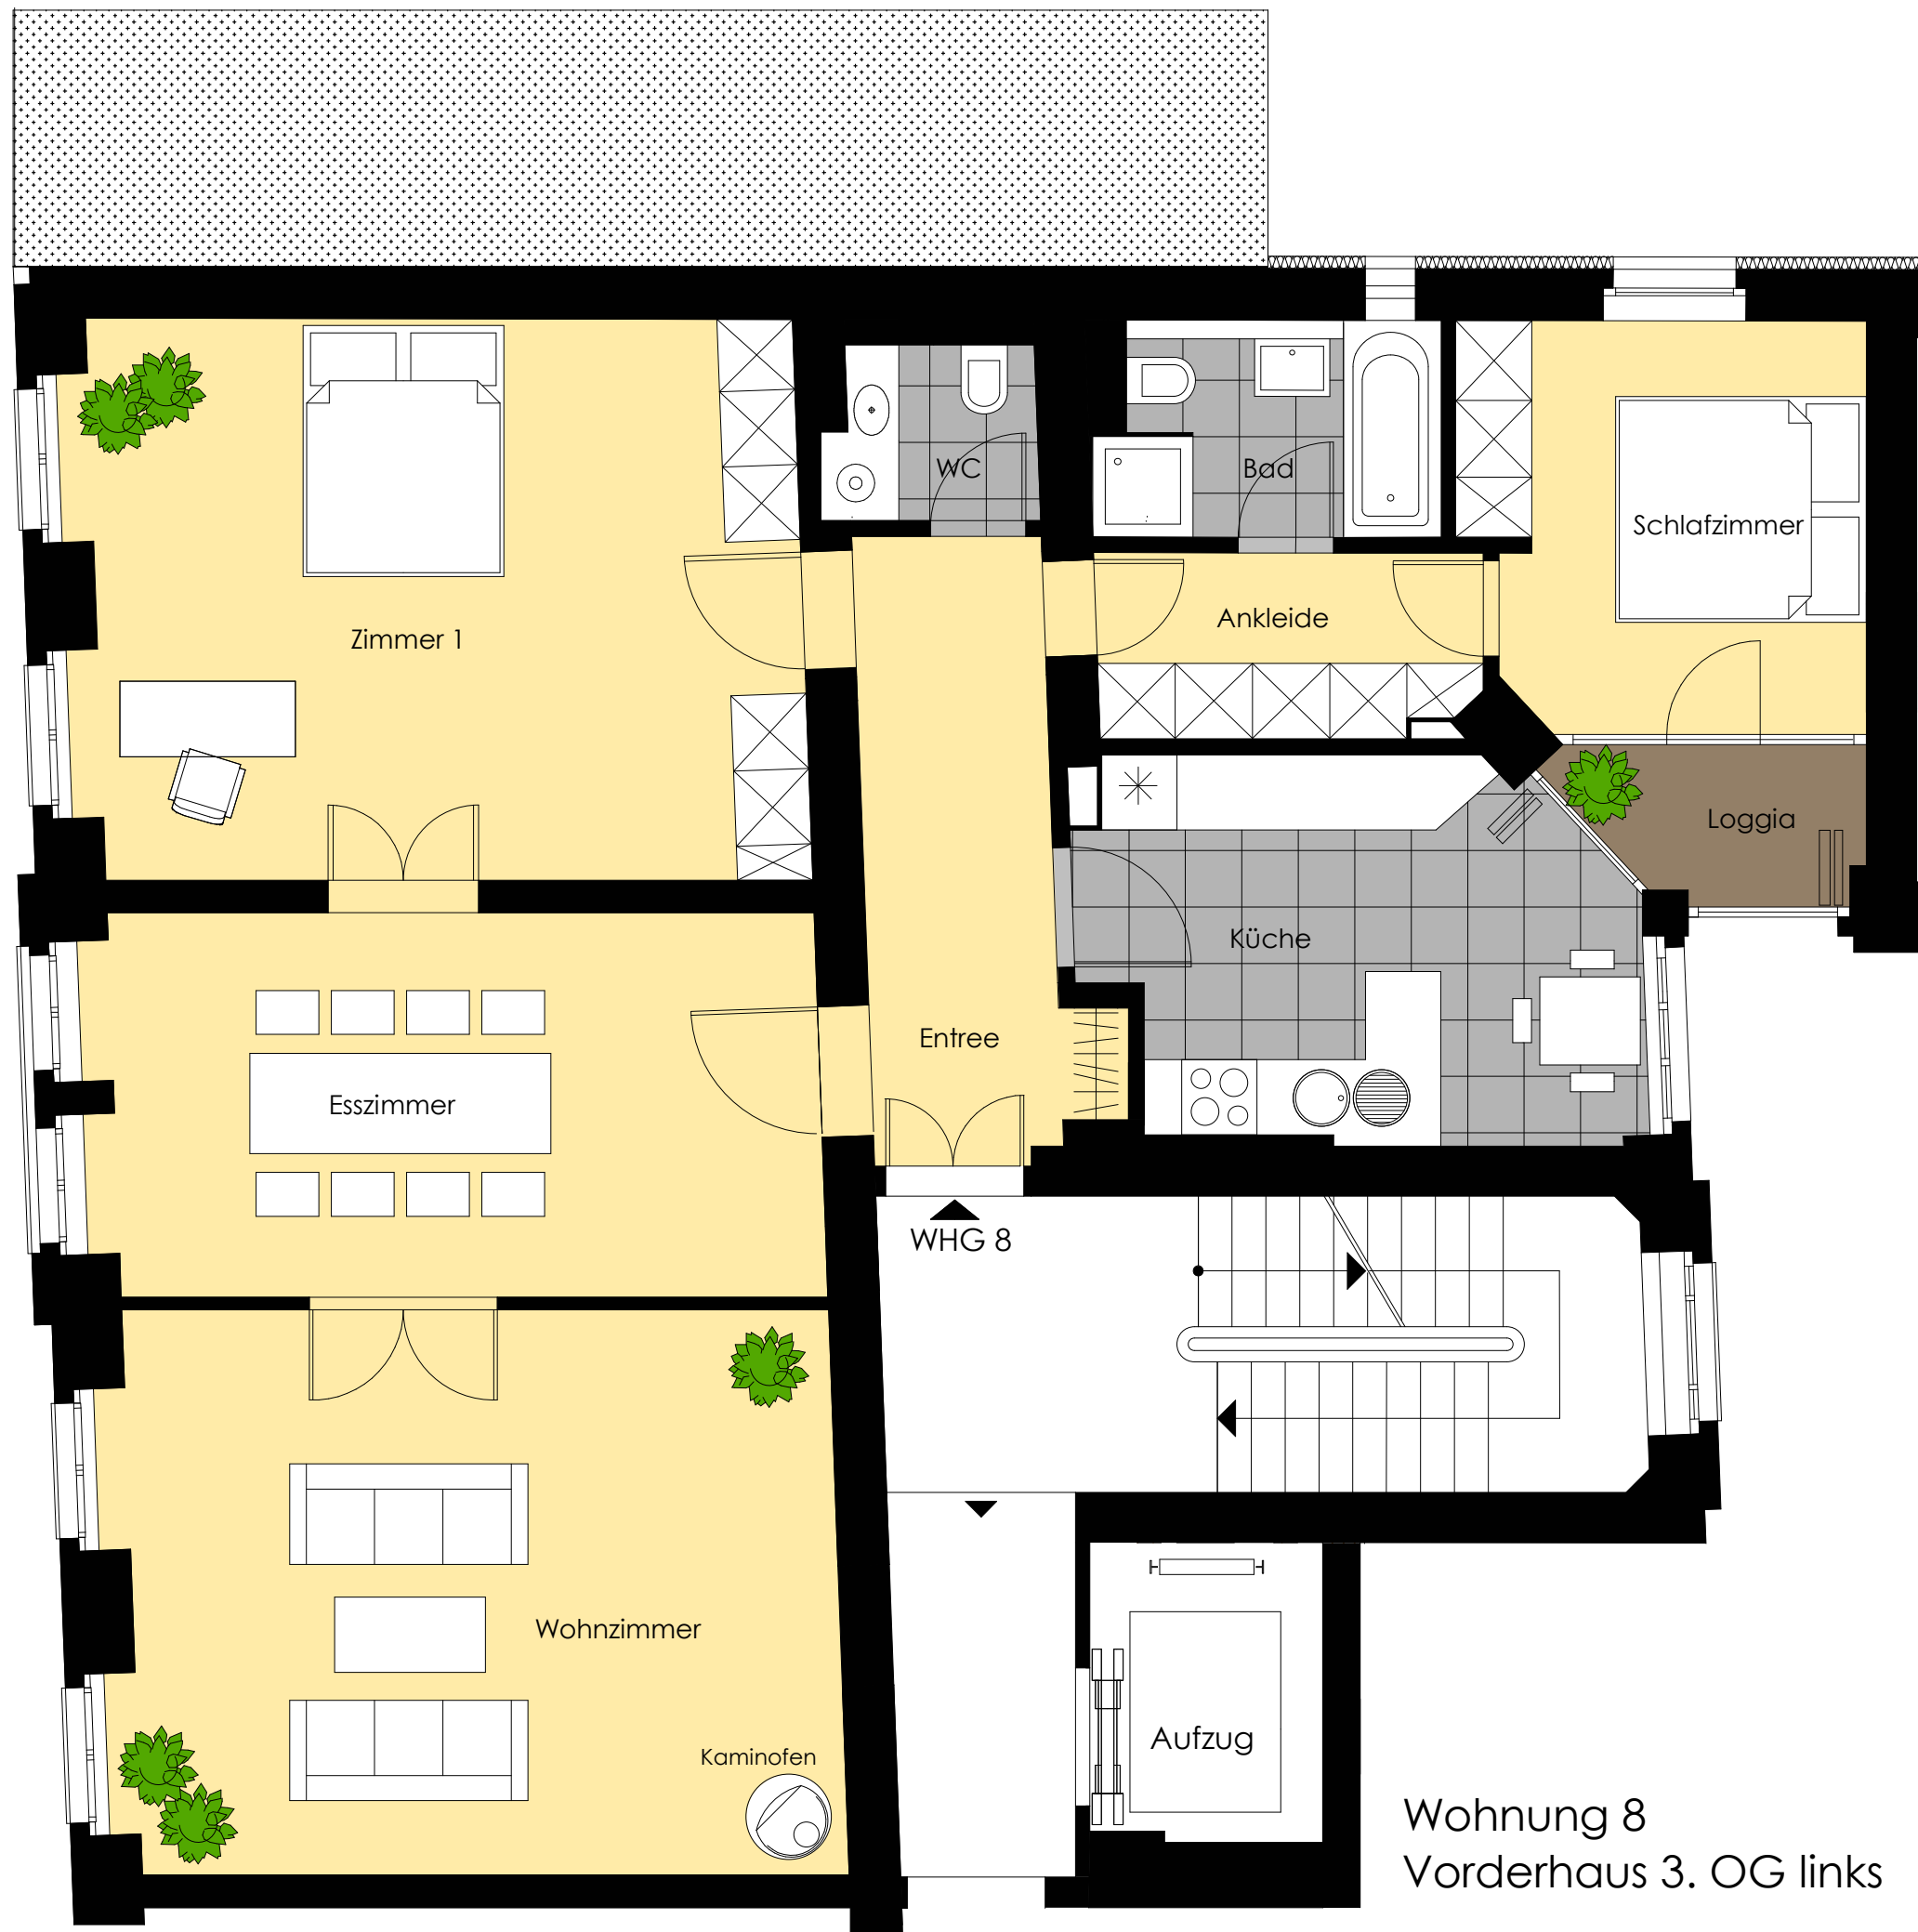 WC
Bad
Schlafzimmer
Ankleide
Zimmer 1
Loggia
Küche
Entree
Esszimmer
WHG 8
Wohnzimmer
Kaminofen
Aufzug
Wohnung 8
Vorderhaus 3. OG links